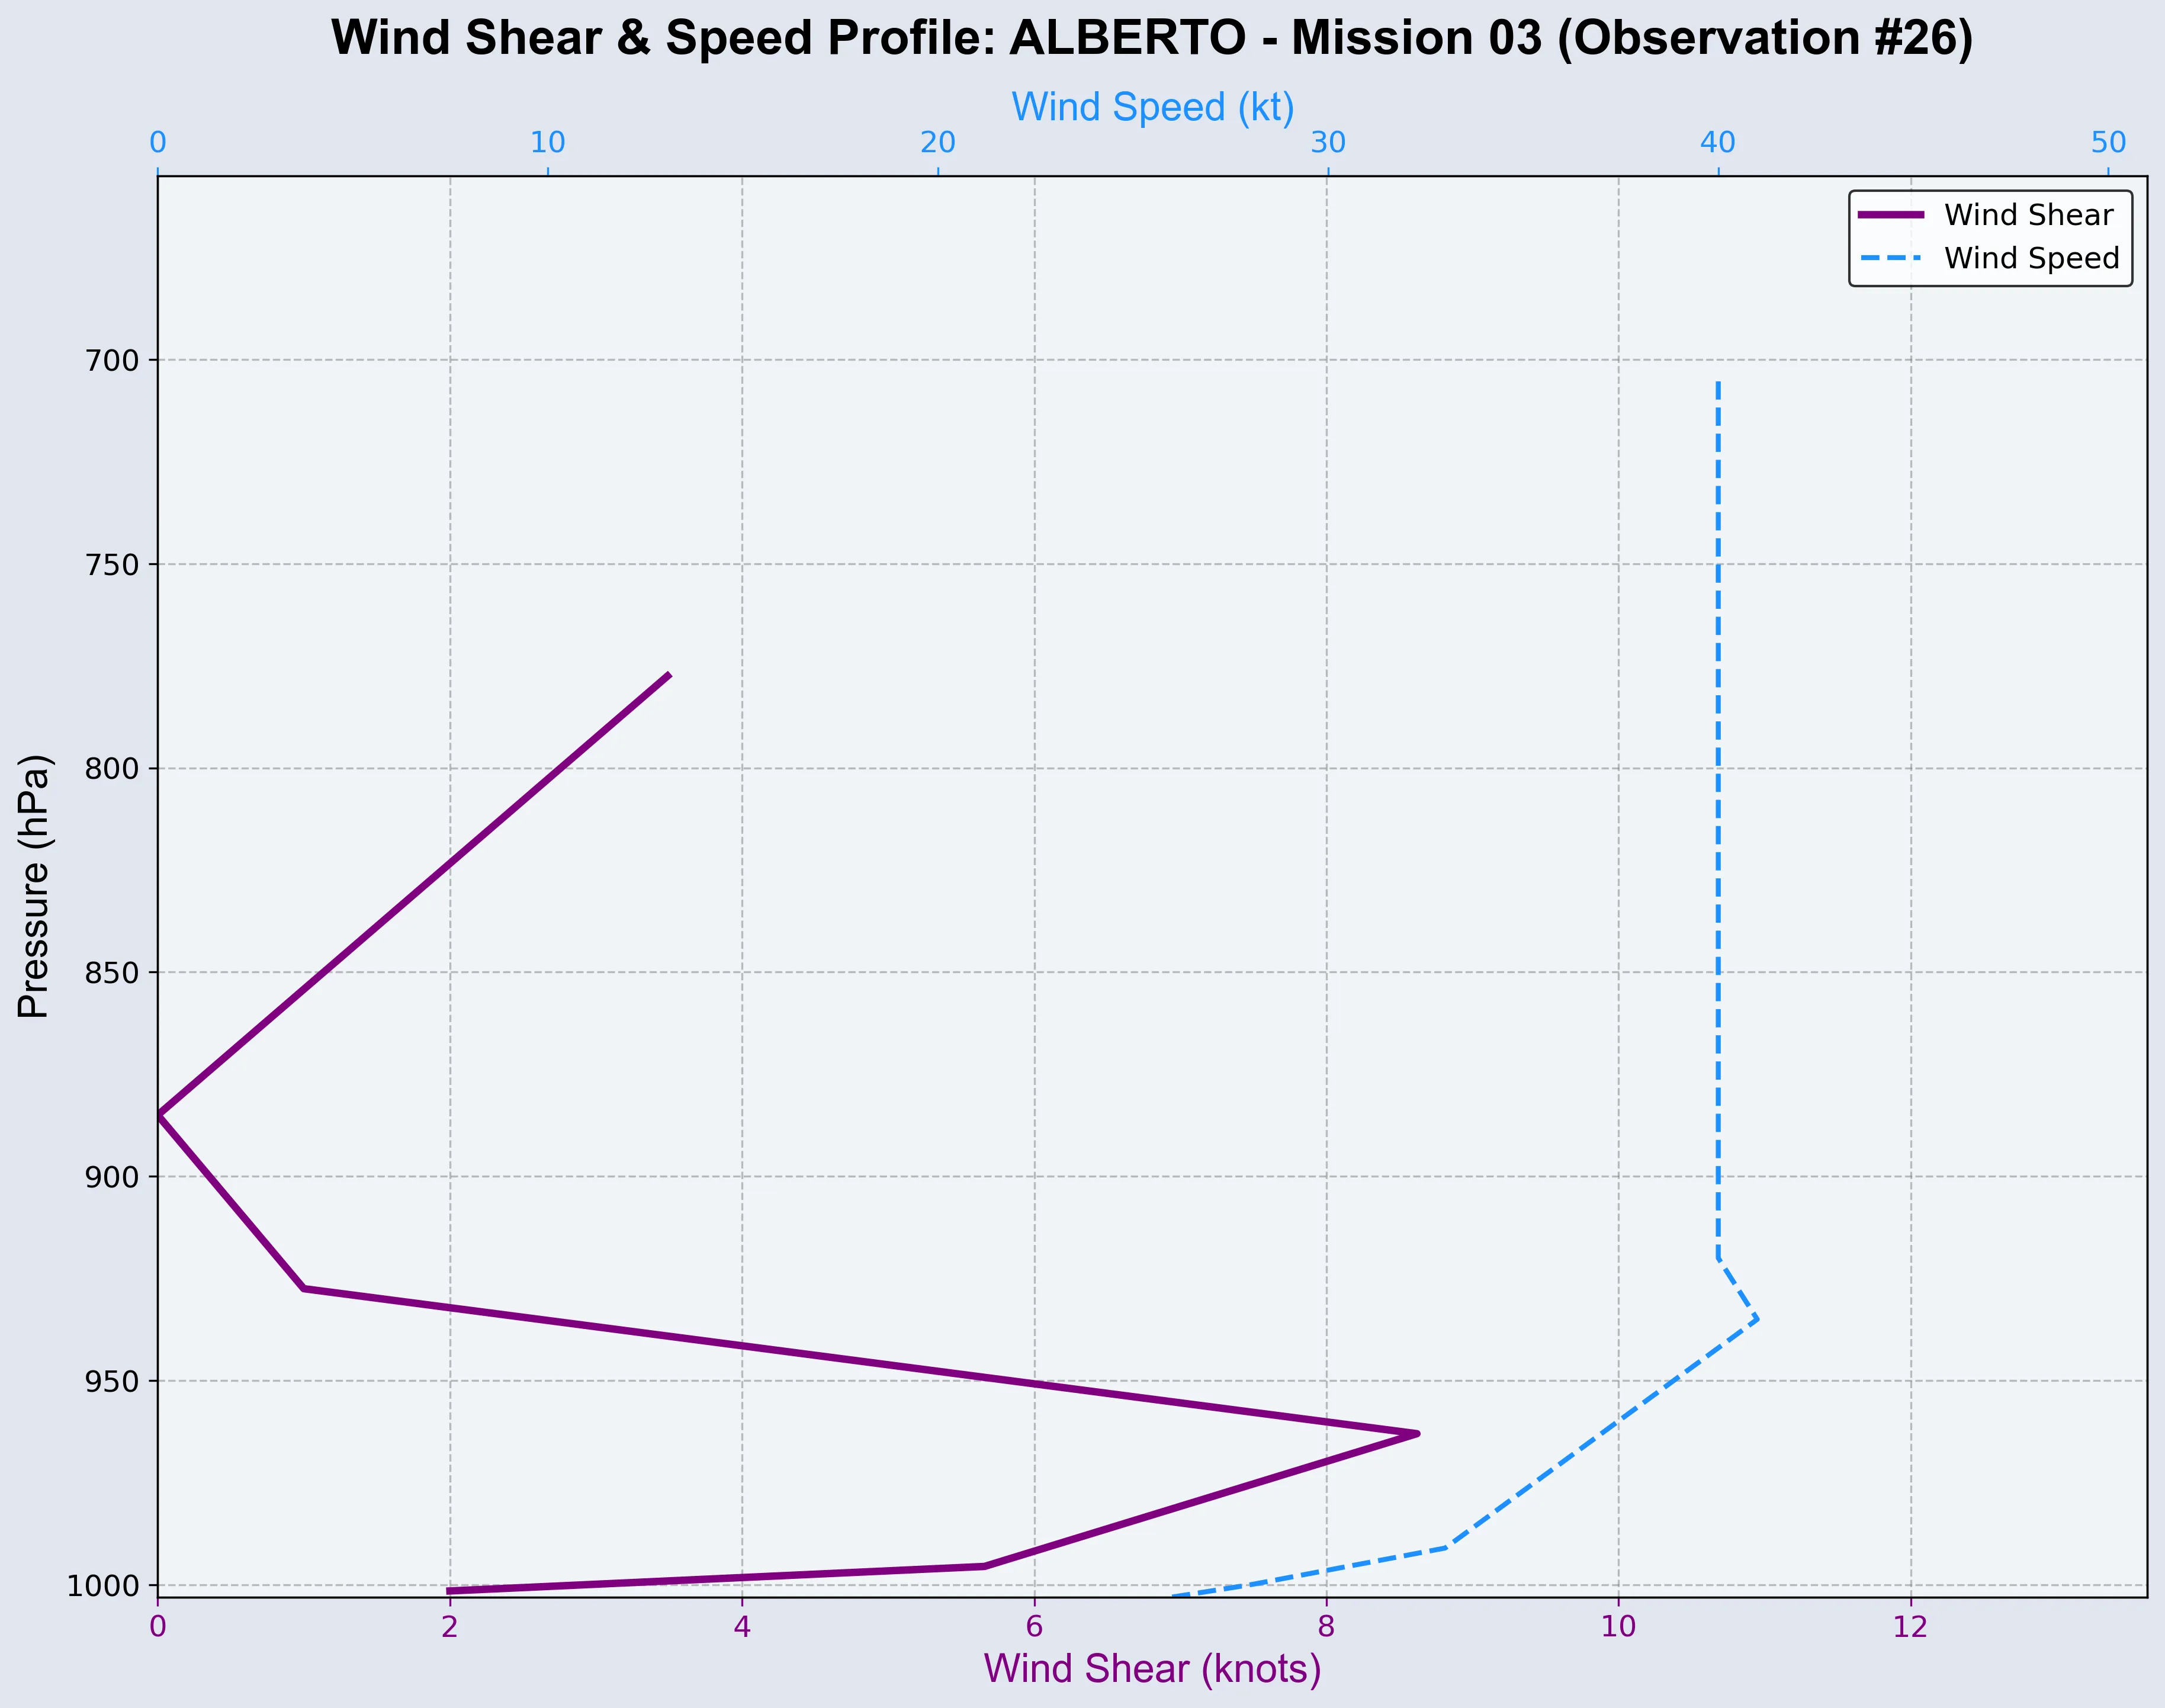 Wind Shear & Speed Profile: ALBERTO - Mission 03 (Observation #26)
Wind Speed (kt)
0 10 20 30 40 50
Wind Shear
Wind Speed
700
750
800
850
900
950
1000
Pressure (hPa)
0 2 4 6 8 10 12
Wind Shear (knots)